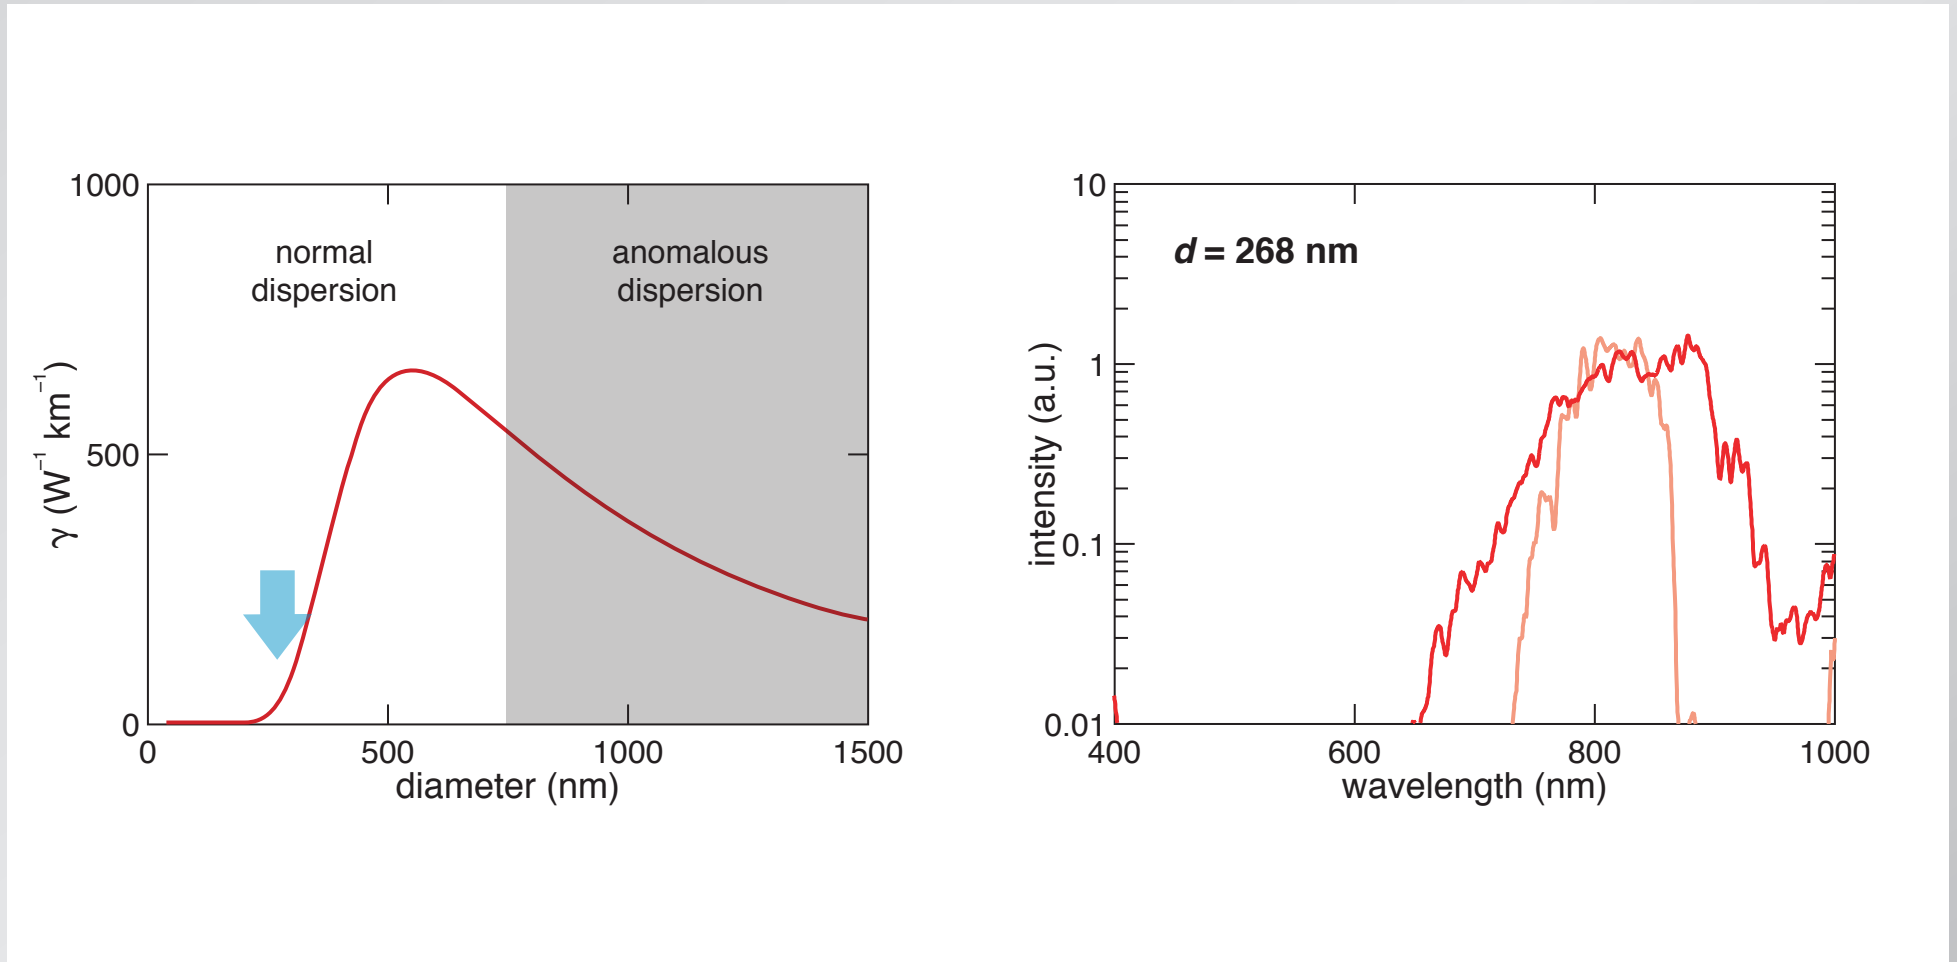 1000
500
0
γ (W⁻¹ km⁻¹)
normal
dispersion
anomalous
dispersion
0 500 1000 1500
diameter (nm)
10
1
0.1
0.01
intensity (a.u.)
d = 268 nm
400 600 800 1000
wavelength (nm)